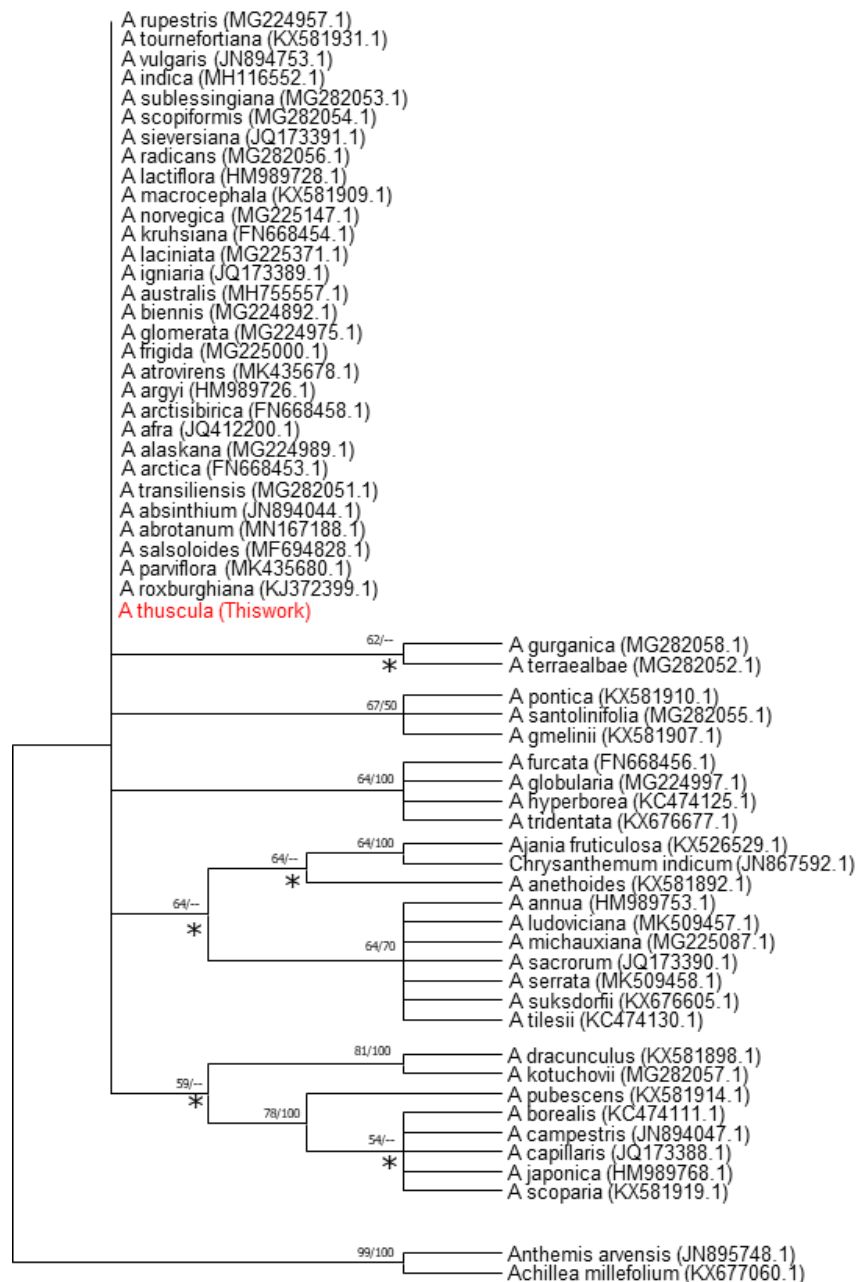 A rupestris (MG224957.1)
A tournefortiana (KX581931.1)
A vulgaris (JN894753.1)
A indica (MH116552.1)
A sublessingiana (MG282053.1)
A scopiformis (MG282054.1)
A sieversiana (JQ173391.1)
A radicans (MG282056.1)
A lactiflora (HM989728.1)
A macrocephala (KX581909.1)
A norvegica (MG225147.1)
A kruhsiana (FN668454.1)
A laciniata (MG225371.1)
A igniaria (JQ173389.1)
A australis (MH755557.1)
A biennis (MG224892.1)
A glomerata (MG224975.1)
A frigida (MG225000.1)
A atrovirens (MK435678.1)
A argyi (HM989726.1)
A arctisibirica (FN668458.1)
A afra (JQ412200.1)
A alaskana (MG224989.1)
A arctica (FN668453.1)
A transiliensis (MG282051.1)
A absinthium (JN894044.1)
A abrotanum (MN167188.1)
A salsoloides (MF694828.1)
A parviflora (MK435680.1)
A roxburghiana (KJ372399.1)
A thuscula (Thiswork)
62/--
*
A gurganica (MG282058.1)
A terraealbae (MG282052.1)
67/50
A pontica (KX581910.1)
A santolinifolia (MG282055.1)
A gmelinii (KX581907.1)
64/100
A furcata (FN668456.1)
A globularia (MG224997.1)
A hyperborea (KC474125.1)
A tridentata (KX676677.1)
64/--
*
64/--
*
64/100
Ajania fruticulosa (KX526529.1)
Chrysanthemum indicum (JN867592.1)
A anethoides (KX581892.1)
64/70
A annua (HM989753.1)
A ludoviciana (MK509457.1)
A michauxiana (MG225087.1)
A sacrorum (JQ173390.1)
A serrata (MK509458.1)
A suksdorfii (KX676605.1)
A tilesii (KC474130.1)
59/--
*
81/100
A dracunculus (KX581898.1)
A kotuchovii (MG282057.1)
78/100
A pubescens (KX581914.1)
54/--
*
A borealis (KC474111.1)
A campestris (JN894047.1)
A capillaris (JQ173388.1)
A japonica (HM989768.1)
A scoparia (KX581919.1)
99/100
Anthemis arvensis (JN895748.1)
Achillea millefolium (KX677060.1)